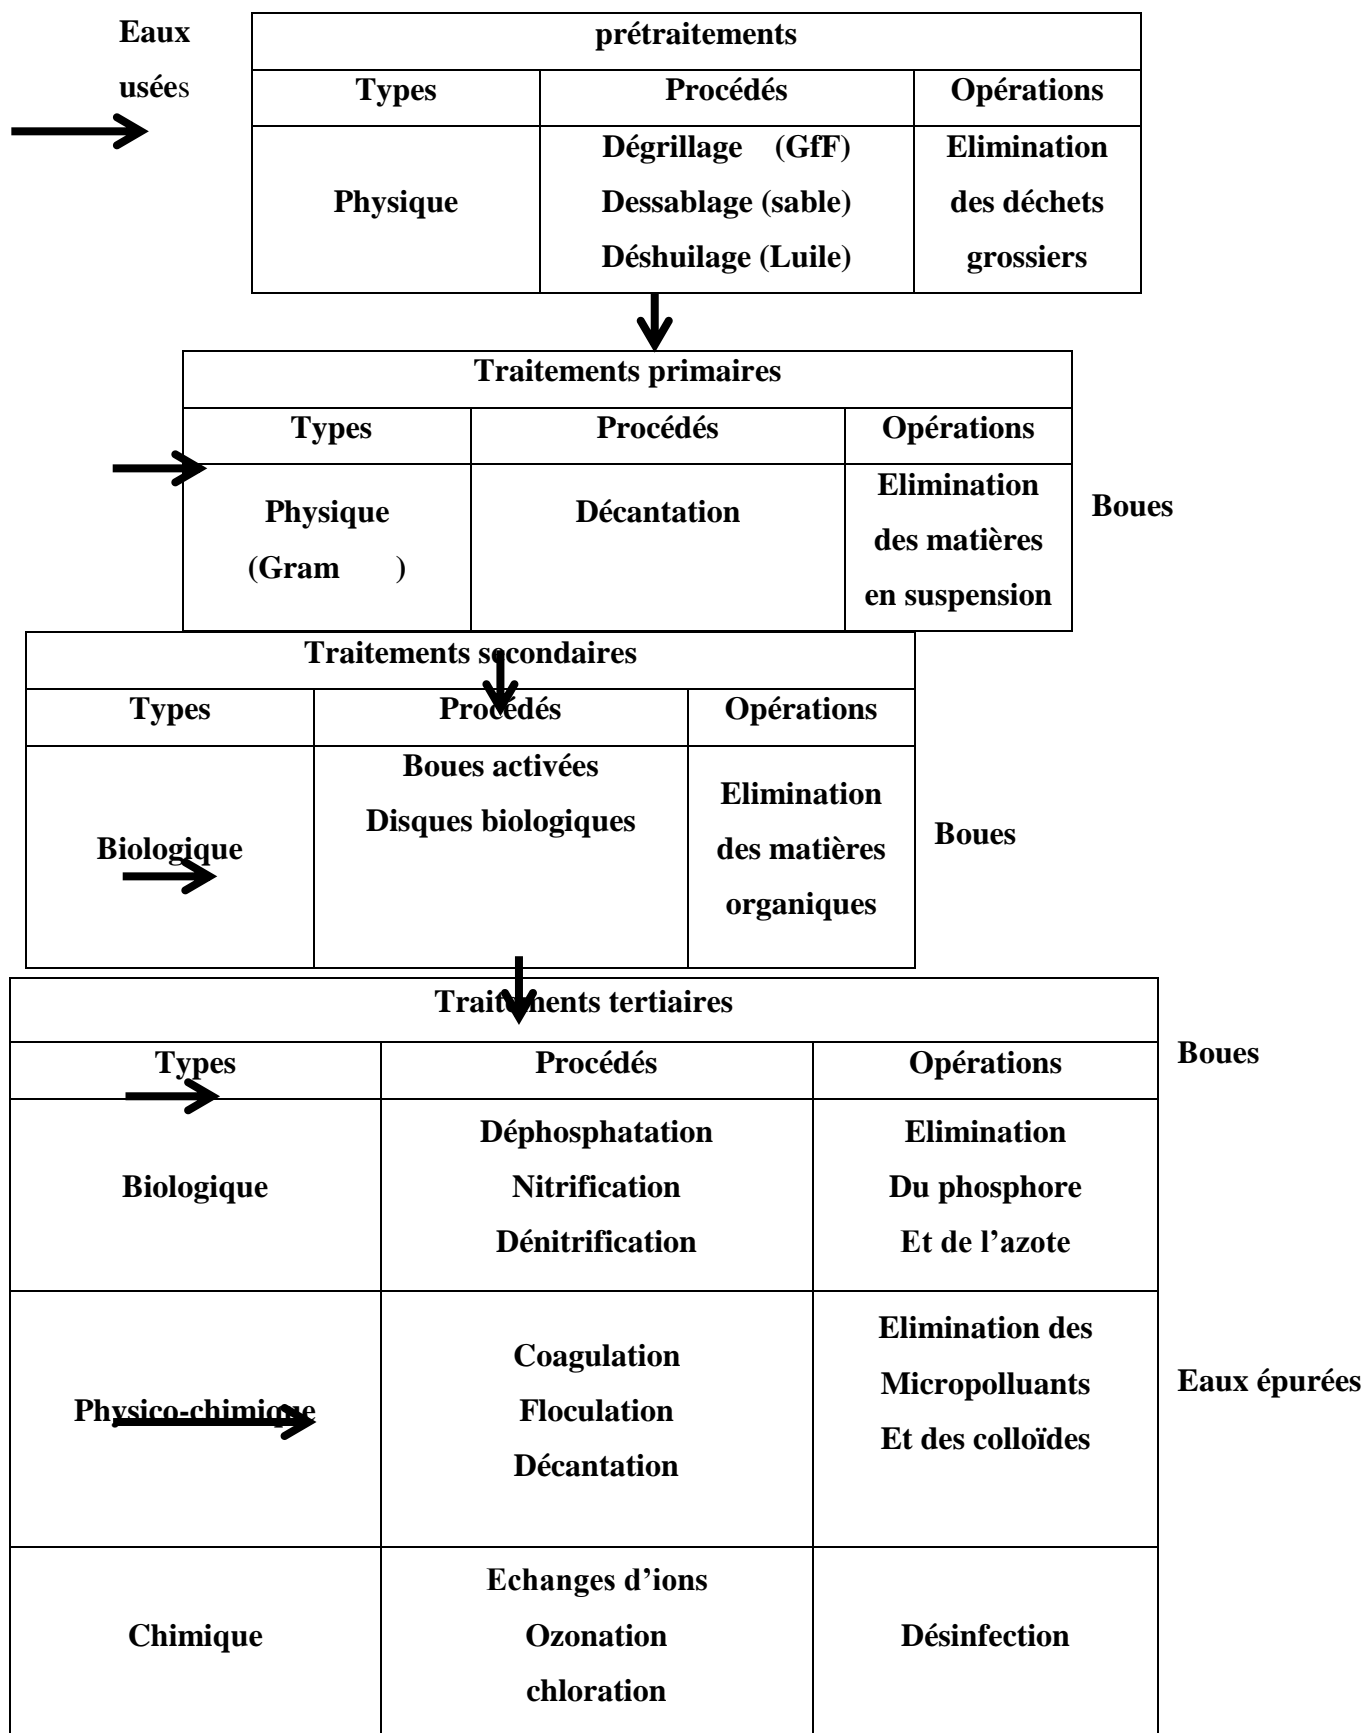 Eaux
usées
prétraitements
Types Procédés Opérations
Physique
Dégrillage (GfF)
Dessablage (sable)
Déshuilage (Luile)
Elimination
des déchets
grossiers
Traitements primaires
Types Procédés Opérations
Physique
(Gram )
Décantation
Elimination
des matières
en suspension
Boues
Traitements secondaires
Types Procédés Opérations
Biologique
Boues activées
Disques biologiques
Elimination
des matières
organiques
Boues
Traitements tertiaires
Types Procédés Opérations
Boues
Biologique
Déphosphatation
Nitrification
Dénitrification
Elimination
Du phosphore
Et de l’azote
Physico-chimique
Coagulation
Floculation
Décantation
Elimination des
Micropolluants
Et des colloïdes
Eaux épurées
Chimique
Echanges d’ions
Ozonation
chloration
Désinfection